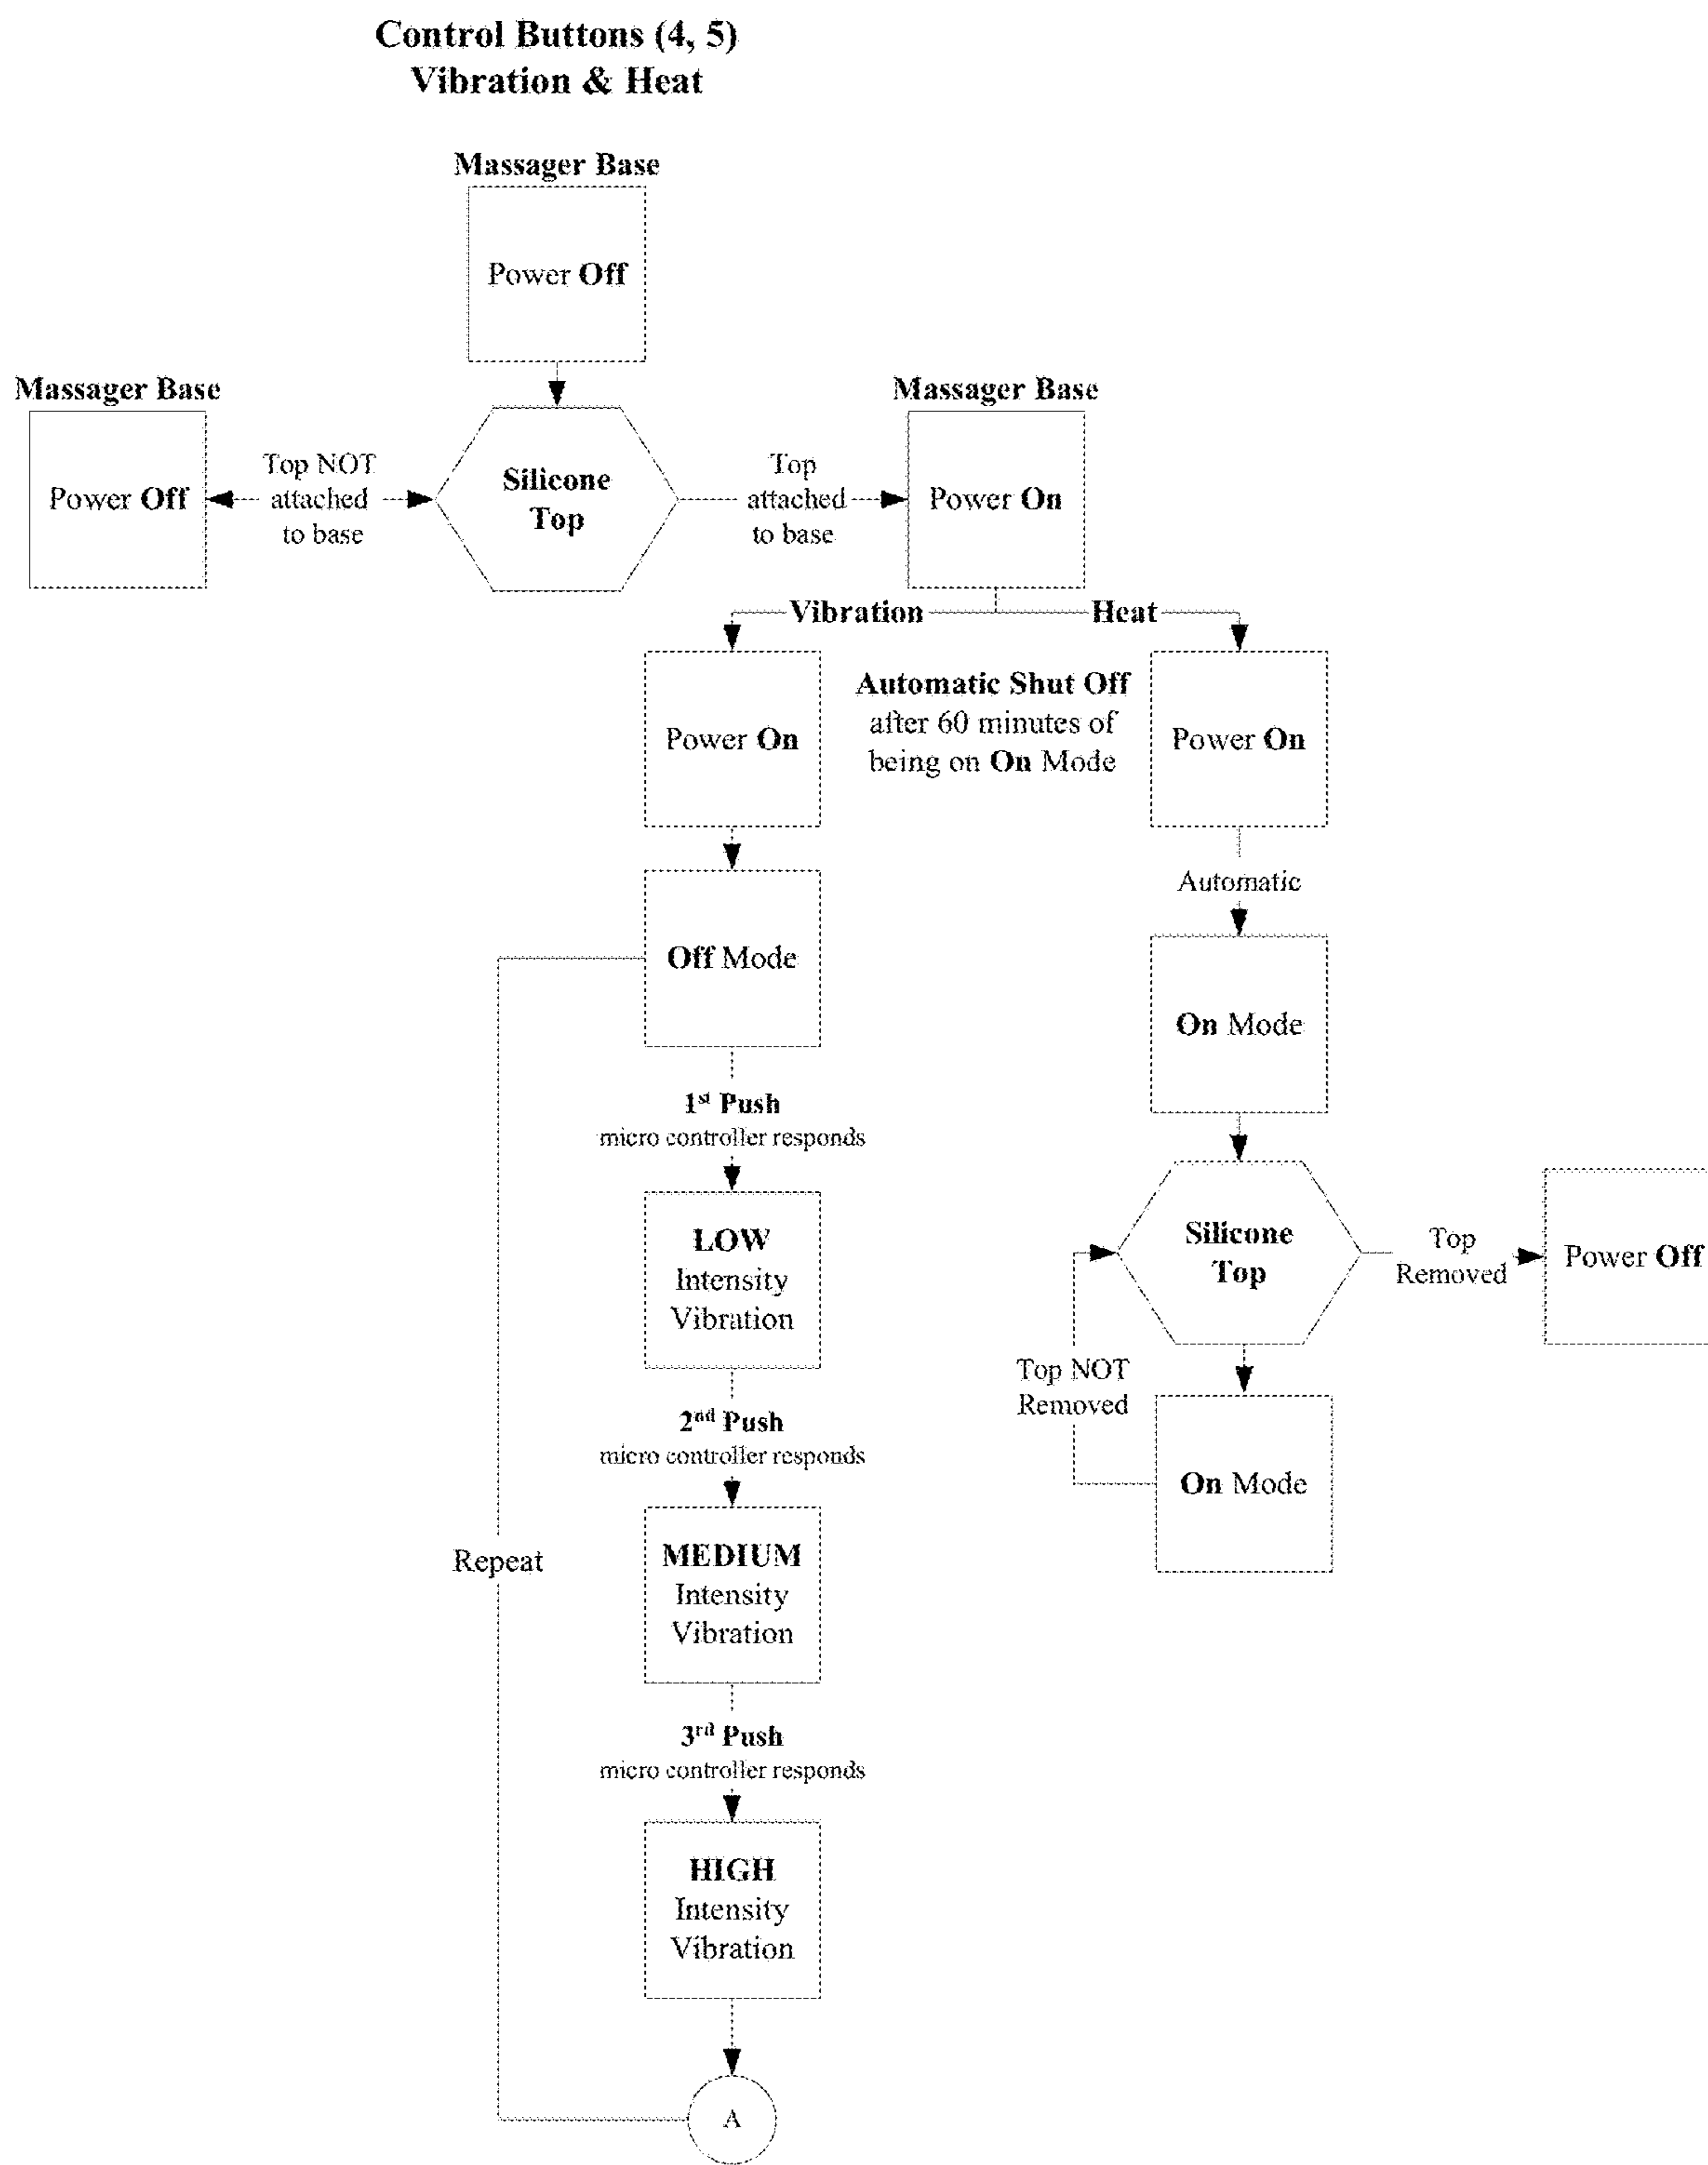 Control Buttons (4, 5)
Vibration & Heat
Massager Base
Power Off
Massager Base
Power Off
Top NOT
attached
to base
Silicone
Top
Top
attached
to base
Massager Base
Power On
Vibration
Heat
Power On
Automatic Shut Off
after 60 minutes of
being on On Mode
Power On
Automatic
Off Mode
On Mode
1st Push
micro controller responds
LOW
Intensity
Vibration
Silicone
Top
Top
Removed
Power Off
Top NOT
Removed
2nd Push
micro controller responds
On Mode
Repeat
MEDIUM
Intensity
Vibration
3rd Push
micro controller responds
HIGH
Intensity
Vibration
A